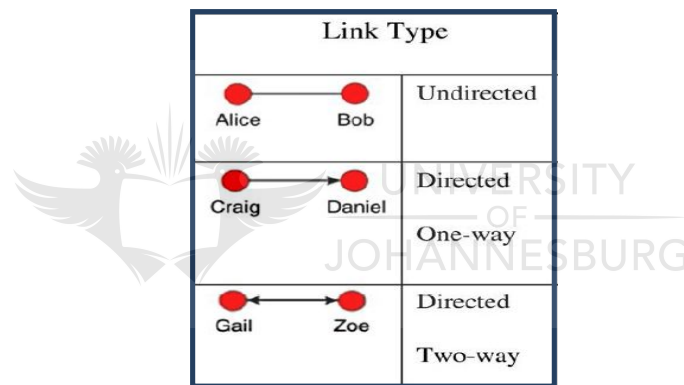 Link Type
Alice Bob
Undirected
Craig Daniel
Directed
One-way
Gail Zoe
Directed
Two-way
UNIVERSITY
OF
JOHANNESBURG